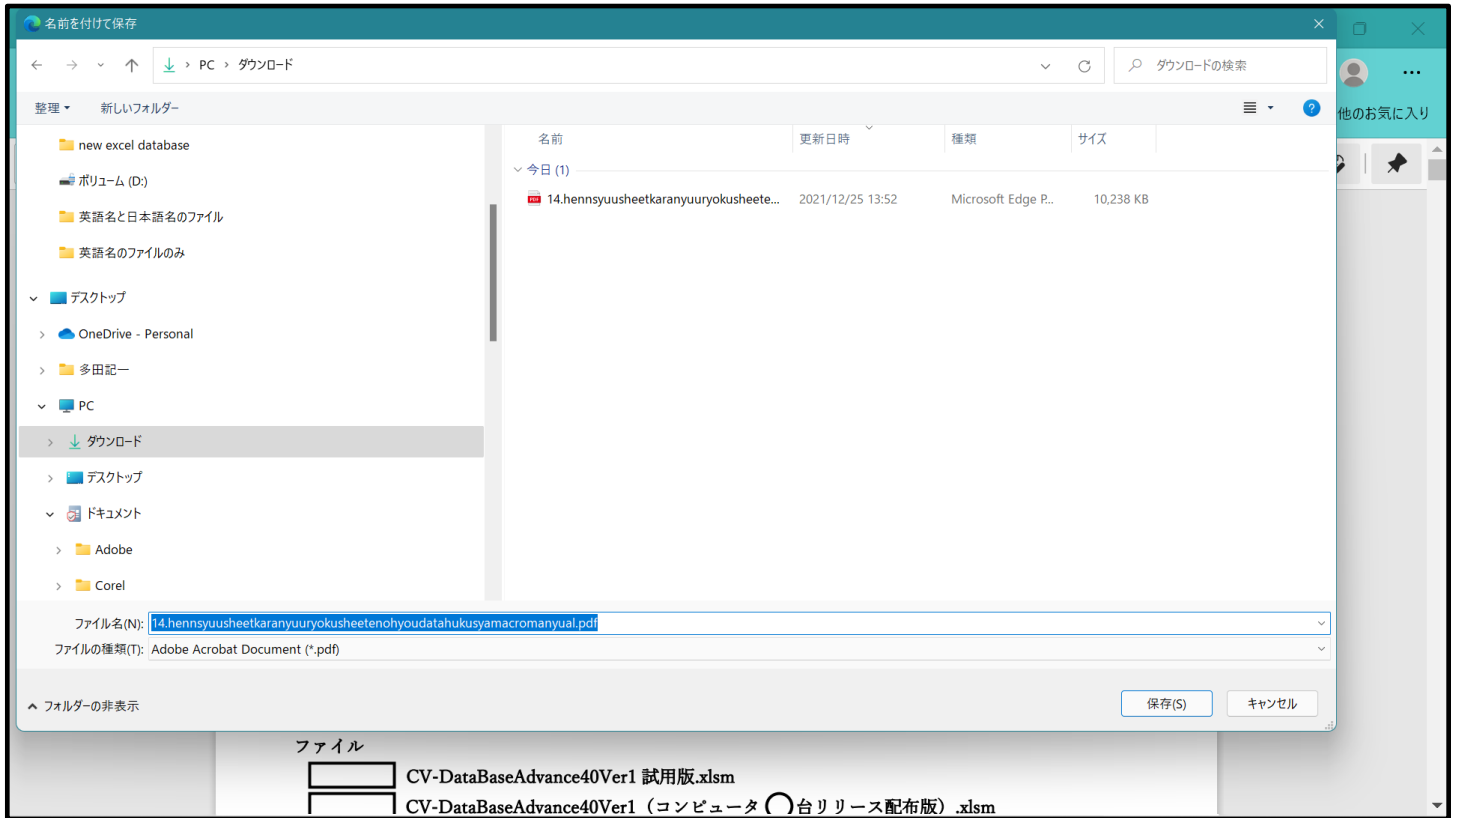 名前を付けて保存
PC › ダウンロード
ダウンロードの検索
整理
新しいフォルダー
他のお気に入り
new excel database
ボリューム (D:)
英語名と日本語名のファイル
英語名のファイルのみ
デスクトップ
OneDrive - Personal
多田記一
PC
ダウンロード
デスクトップ
ドキュメント
Adobe
Corel
名前 更新日時 種類 サイズ
今日 (1)
14.hennsyuusheetkaranyuuryokusheete... 2021/12/25 13:52 Microsoft Edge P... 10,238 KB
ファイル名(N): 14.hennsyuusheetkaranyuuryokusheetenohyoudatahukusyamacromanyual.pdf
ファイルの種類(T): Adobe Acrobat Document (*.pdf)
フォルダーの非表示
保存(S)
キャンセル
ファイル
CV-DataBaseAdvance40Ver1 試用版.xlsm
CV-DataBaseAdvance40Ver1（コンピュータ◯台リリース配布版）.xlsm